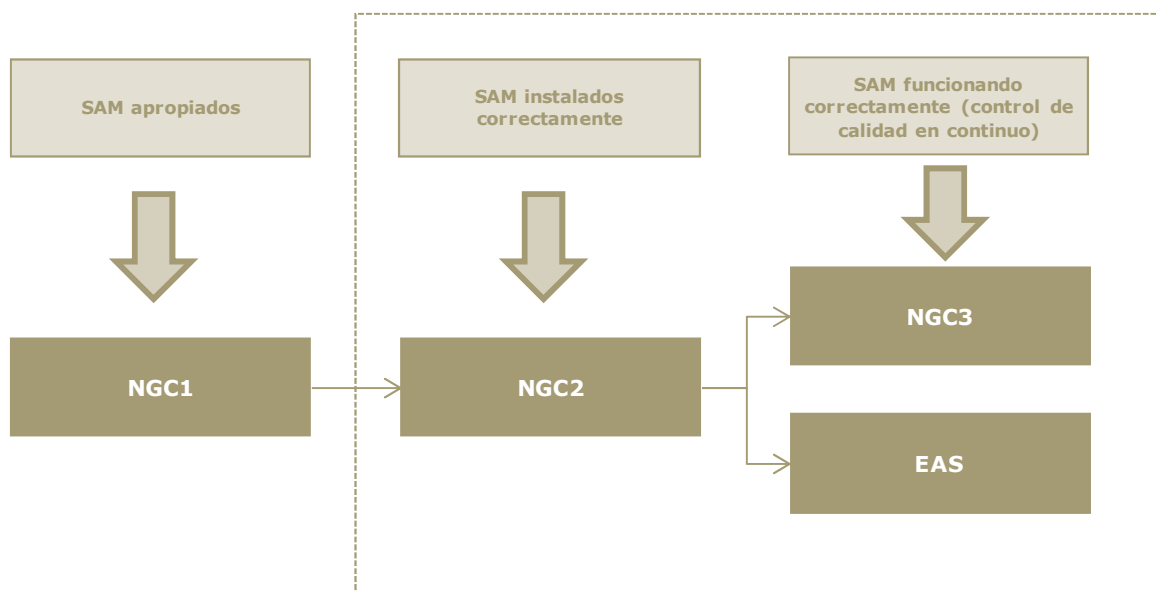 SAM apropiados
SAM instalados
correctamente
SAM funcionando
correctamente (control de
calidad en continuo)
NGC1
NGC2
NGC3
EAS